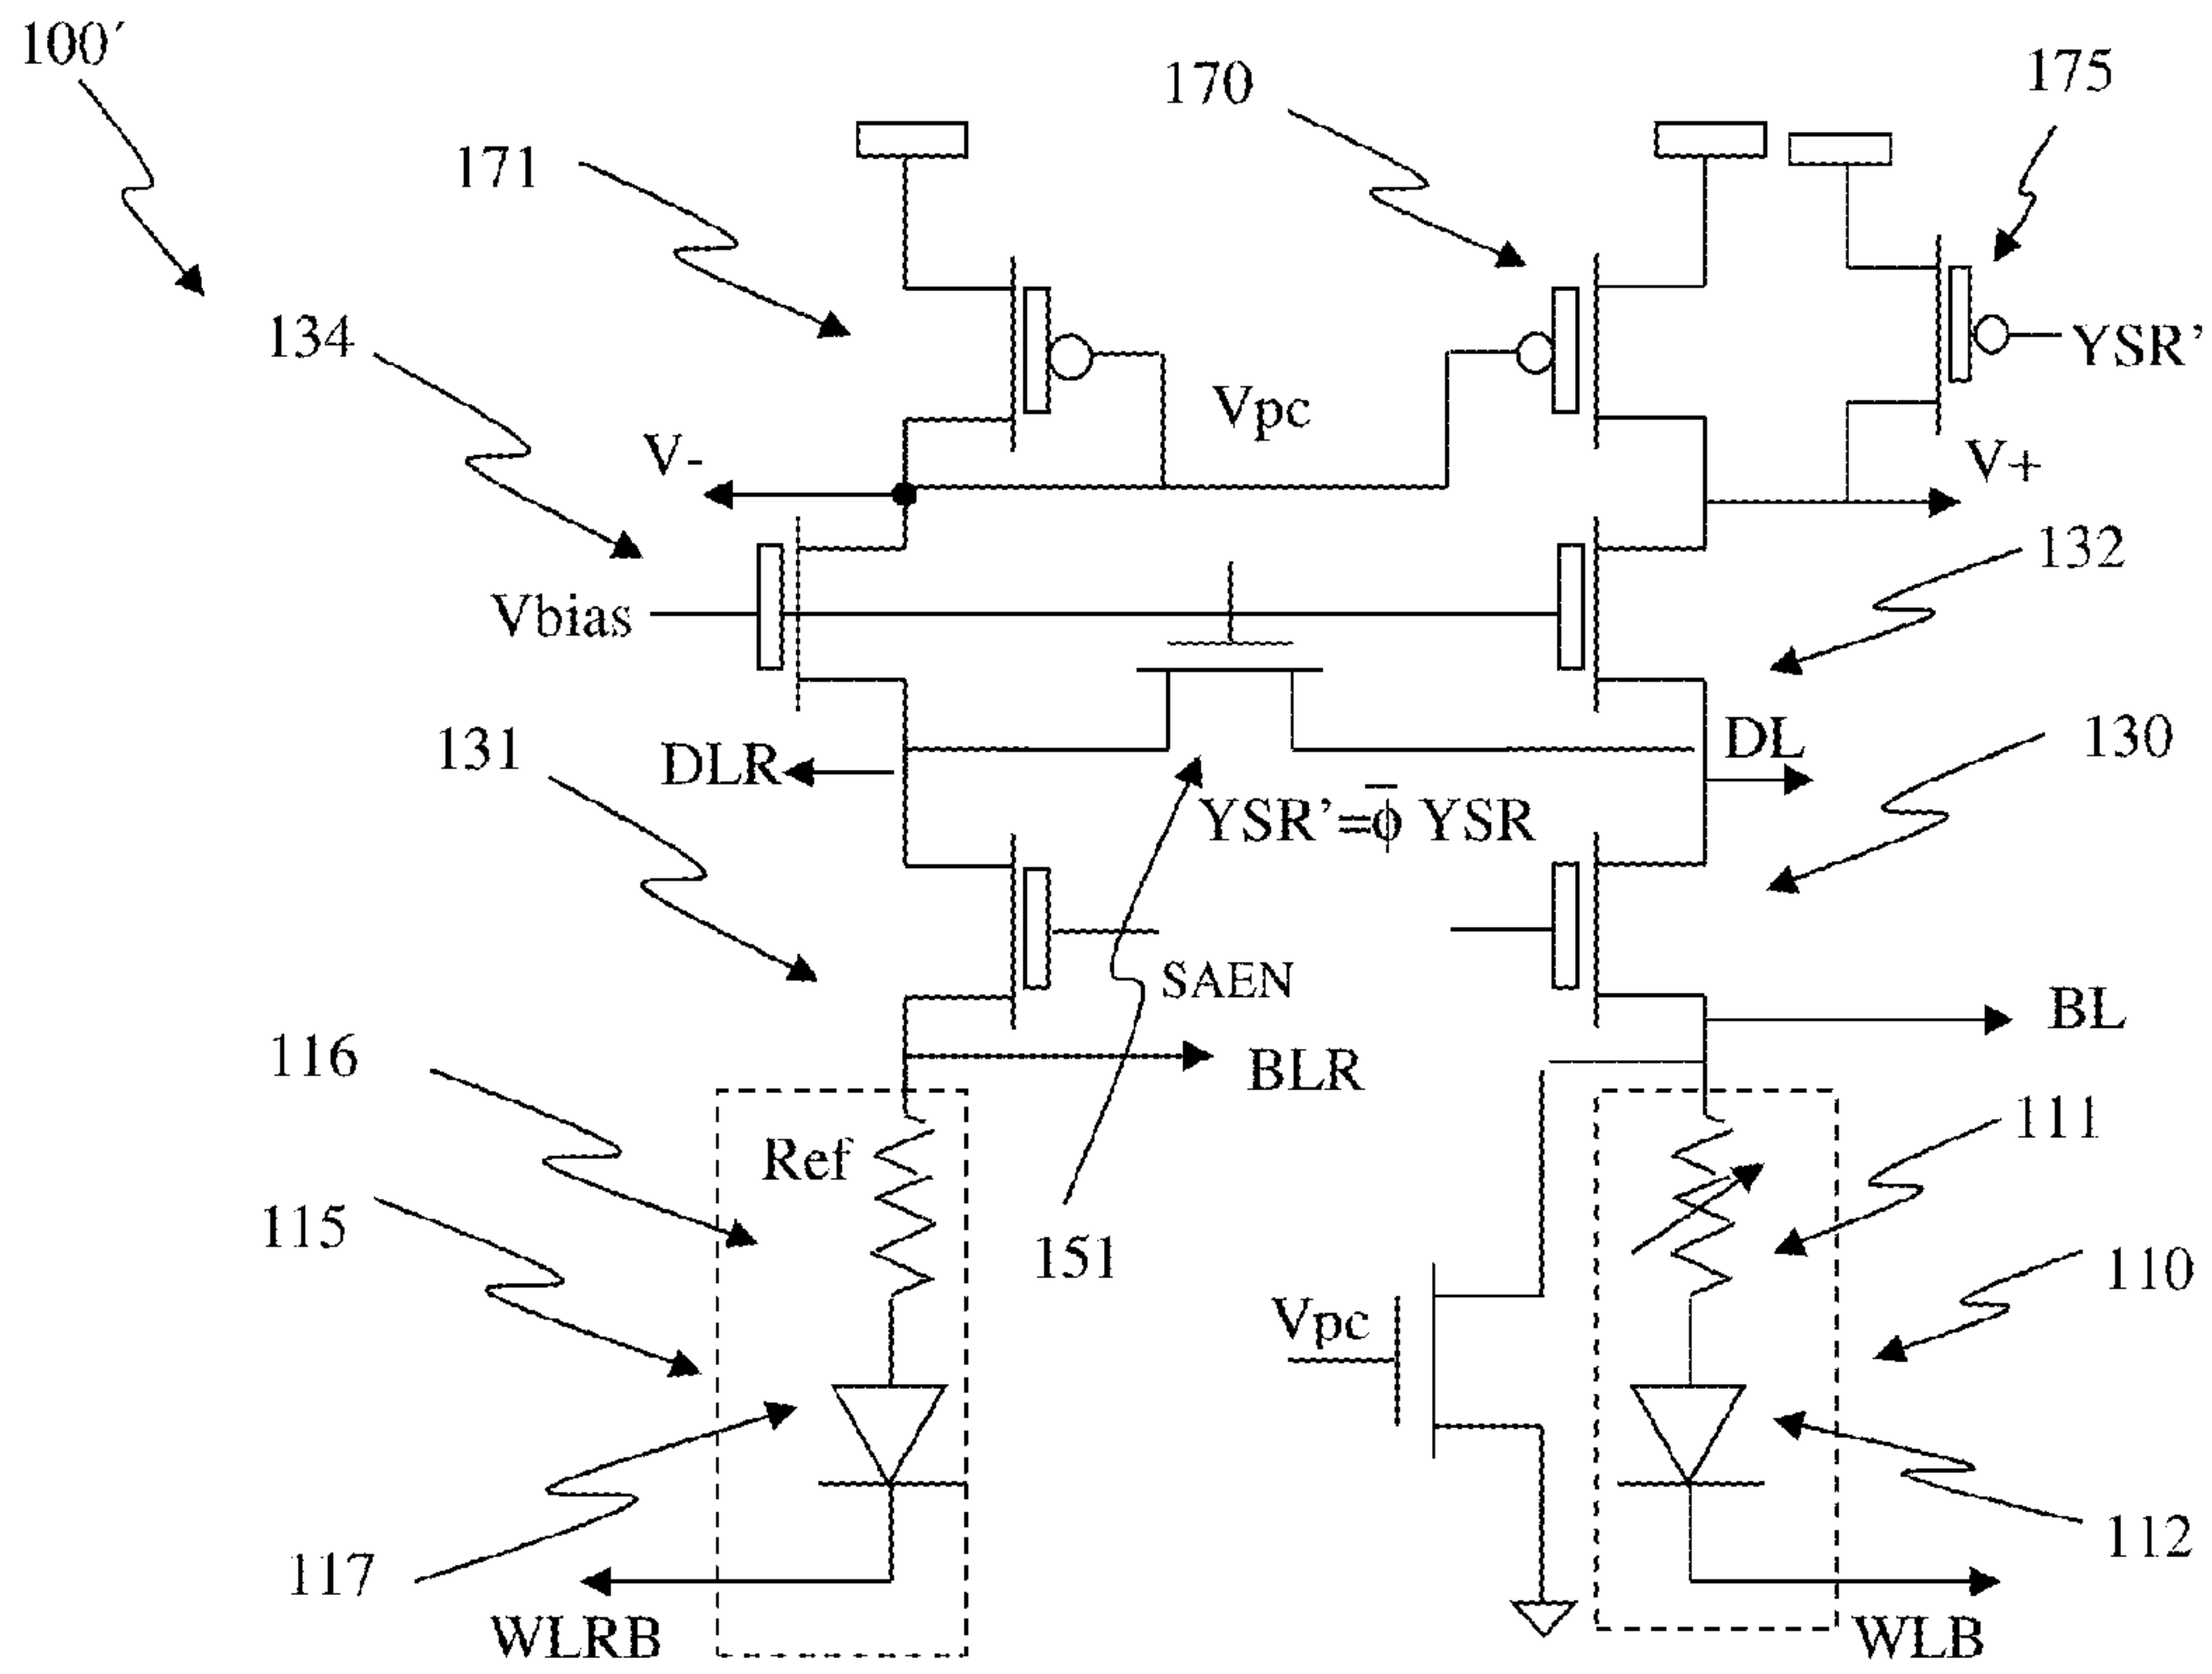 100′
175
170
171
134
YSR’
Vpc
V-
V+
132
Vbias
DL
130
131
DLR
YSR’=ϕ̅ YSR
SAEN
BL
116
BLR
111
Ref
115
151
110
Vpc
112
117
WLRB
WLB